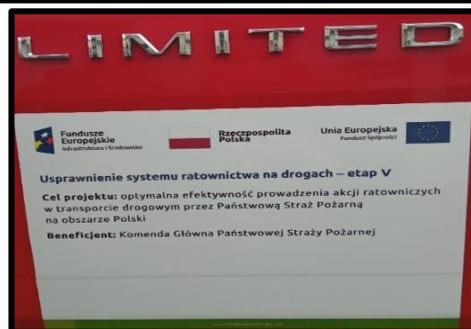 LIMITED
Fundusze
Europejskie
Infrastruktura i Środowisko
Rzeczpospolita
Polska
Unia Europejska
Fundusz Spójności
Usprawnienie systemu ratownictwa na drogach – etap V
Cel projektu: optymalna efektywność prowadzenia akcji ratowniczych
w transporcie drogowym przez Państwową Straż Pożarną
na obszarze Polski
Beneficjent: Komenda Główna Państwowej Straży Pożarnej